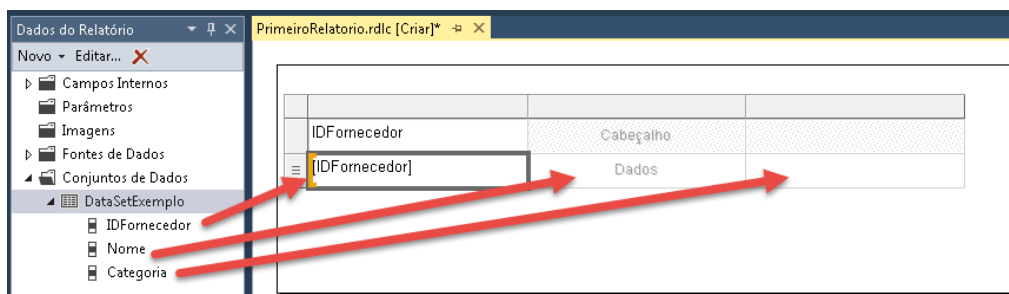 Dados do Relatório
PrimeiroRelatorio.rdlc [Criar]*
Novo Editar...
Campos Internos
Parâmetros
Imagens
Fontes de Dados
Conjuntos de Dados
DataSetExemplo
IDFornecedor
Nome
Categoria
IDFornecedor Cabeçalho
[IDFornecedor] Dados